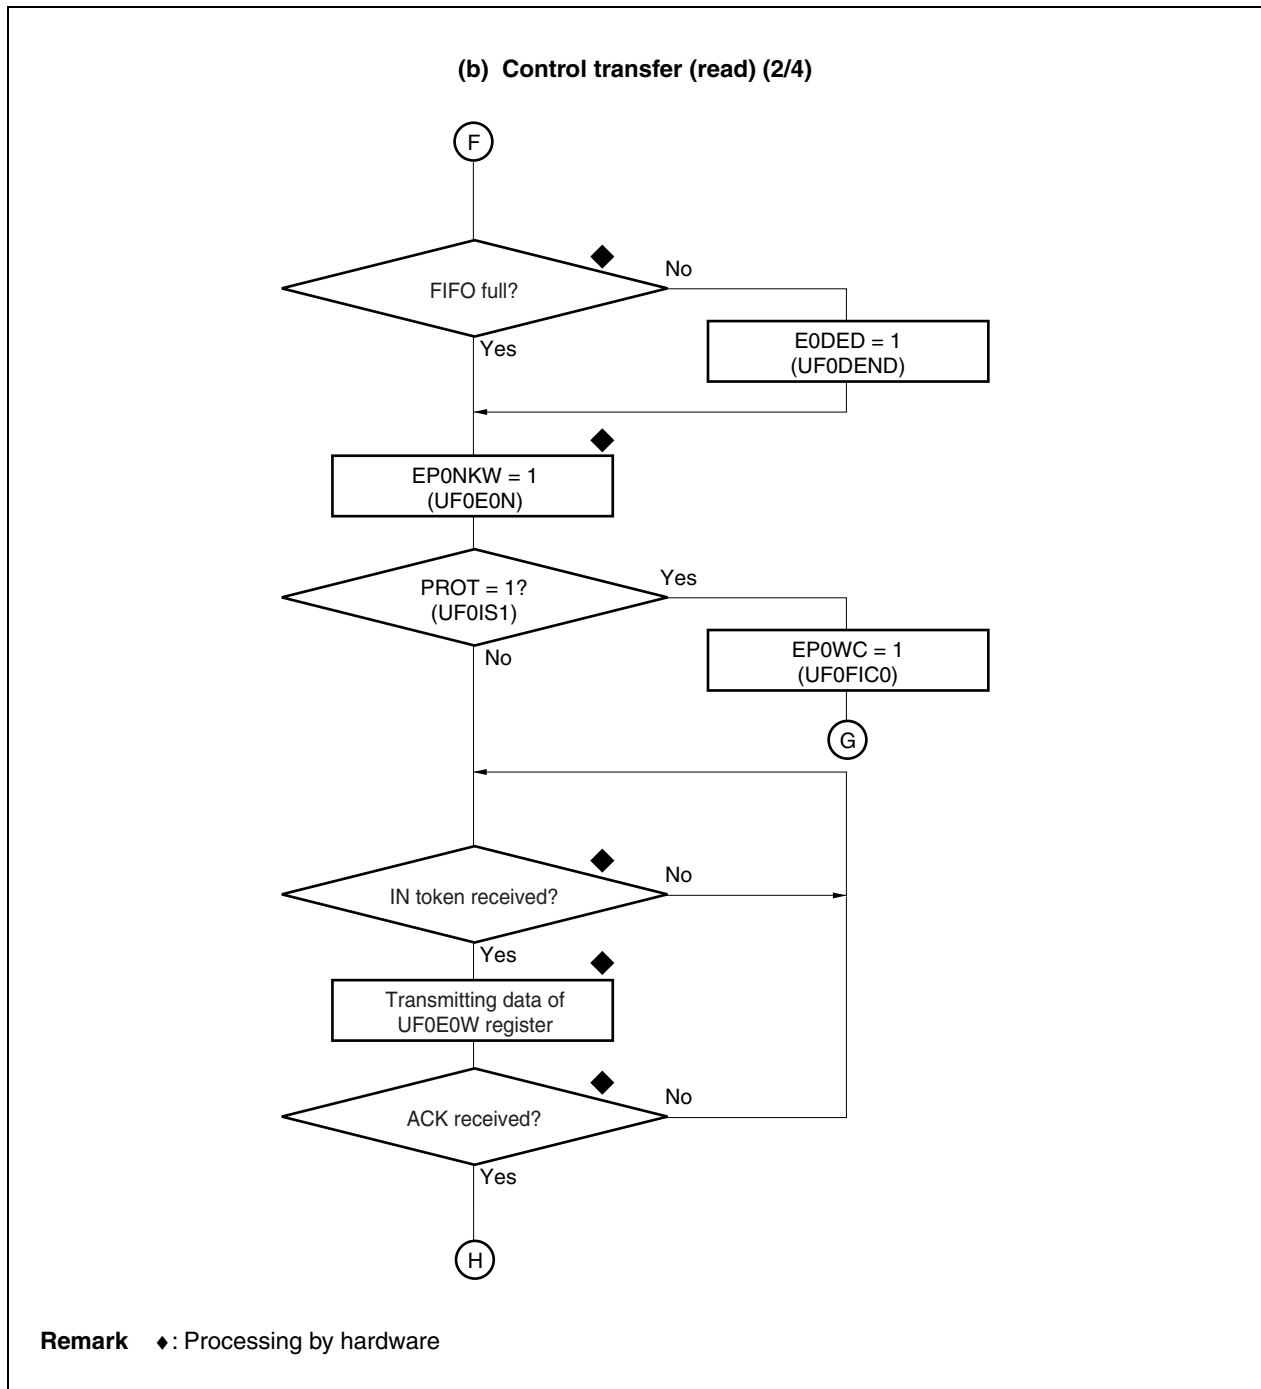 (b) Control transfer (read) (2/4)
F
FIFO full?
No
E0DED = 1
(UF0DEND)
Yes
EP0NKW = 1
(UF0E0N)
PROT = 1?
(UF0IS1)
Yes
EP0WC = 1
(UF0FIC0)
No
G
IN token received?
No
Yes
Transmitting data of
UF0E0W register
ACK received?
No
Yes
H
Remark ♦: Processing by hardware